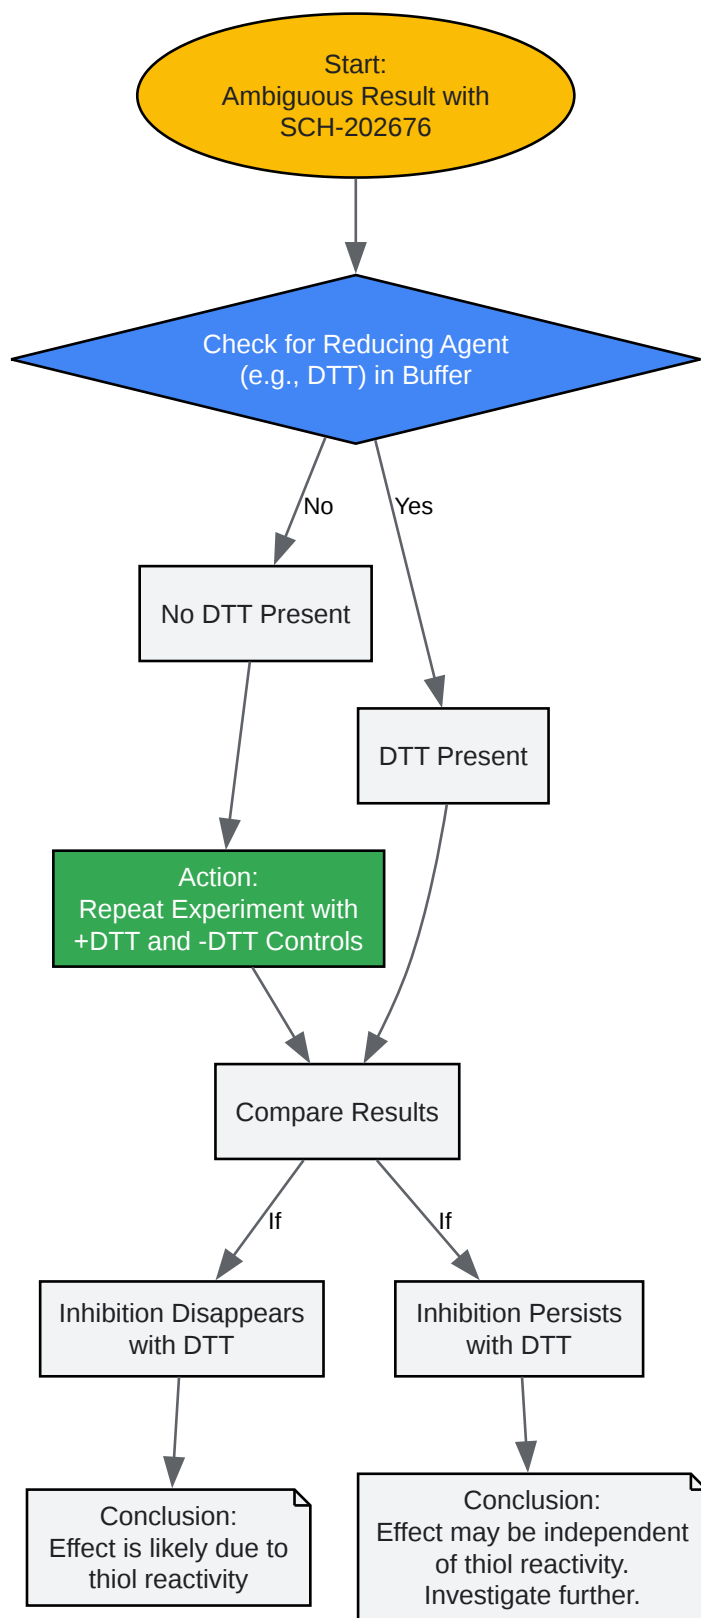 Start:
Ambiguous Result with
SCH-202676
Check for Reducing Agent
(e.g., DTT) in Buffer
No
Yes
No DTT Present
DTT Present
Action:
Repeat Experiment with
+DTT and -DTT Controls
Compare Results
If
If
Inhibition Disappears
with DTT
Inhibition Persists
with DTT
Conclusion:
Effect is likely due to
thiol reactivity
Conclusion:
Effect may be independent
of thiol reactivity.
Investigate further.